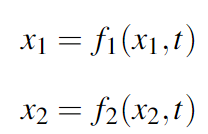 x₁ = f₁(x₁,t)
x₂ = f₂(x₂,t)